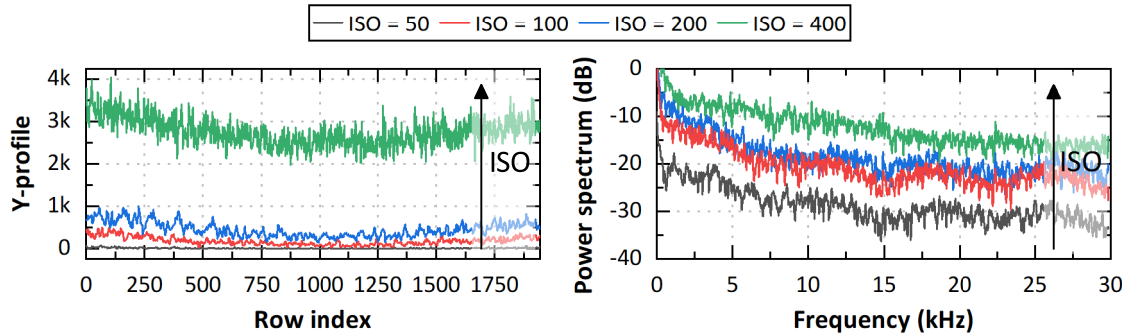 ISO = 50 ISO = 100 ISO = 200 ISO = 400
Y-profile
4k
3k
2k
1k
0
ISO
0 250 500 750 1000 1250 1500 1750
Row index
Power spectrum (dB)
0
-10
-20
-30
-40
ISO
0 5 10 15 20 25 30
Frequency (kHz)